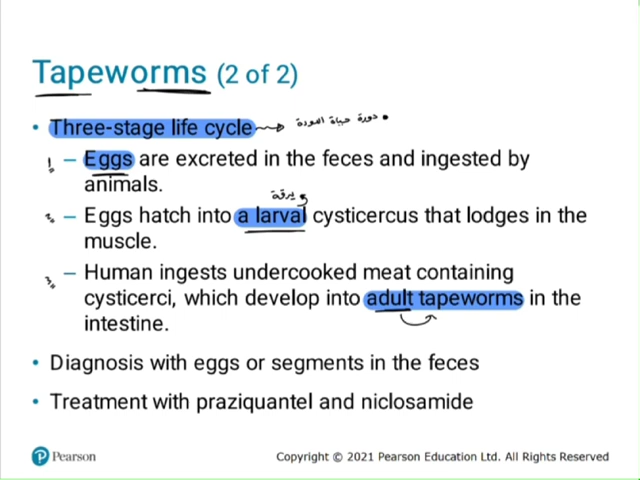 Tapeworms (2 of 2)
• Three-stage life cycle دورة حياة الدودة
1 – Eggs are excreted in the feces and ingested by
animals.
يرقة
2 – Eggs hatch into a larval cysticercus that lodges in the
muscle.
3 – Human ingests undercooked meat containing
cysticerci, which develop into adult tapeworms in the
intestine.
• Diagnosis with eggs or segments in the feces
• Treatment with praziquantel and niclosamide
Pearson
Copyright © 2021 Pearson Education Ltd. All Rights Reserved